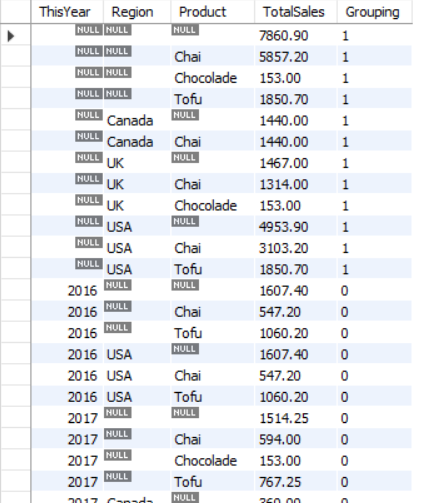 ThisYear Region Product TotalSales Grouping
NULL NULL NULL 7860.90 1
NULL NULL Chai 5857.20 1
NULL NULL Chocolade 153.00 1
NULL NULL Tofu 1850.70 1
NULL Canada NULL 1440.00 1
NULL Canada Chai 1440.00 1
NULL UK NULL 1467.00 1
NULL UK Chai 1314.00 1
NULL UK Chocolade 153.00 1
NULL USA NULL 4953.90 1
NULL USA Chai 3103.20 1
NULL USA Tofu 1850.70 1
2016 NULL NULL 1607.40 0
2016 NULL Chai 547.20 0
2016 NULL Tofu 1060.20 0
2016 USA NULL 1607.40 0
2016 USA Chai 547.20 0
2016 USA Tofu 1060.20 0
2017 NULL NULL 1514.25 0
2017 NULL Chai 594.00 0
2017 NULL Chocolade 153.00 0
2017 NULL Tofu 767.25 0
2017 Canada NULL 360.00 0